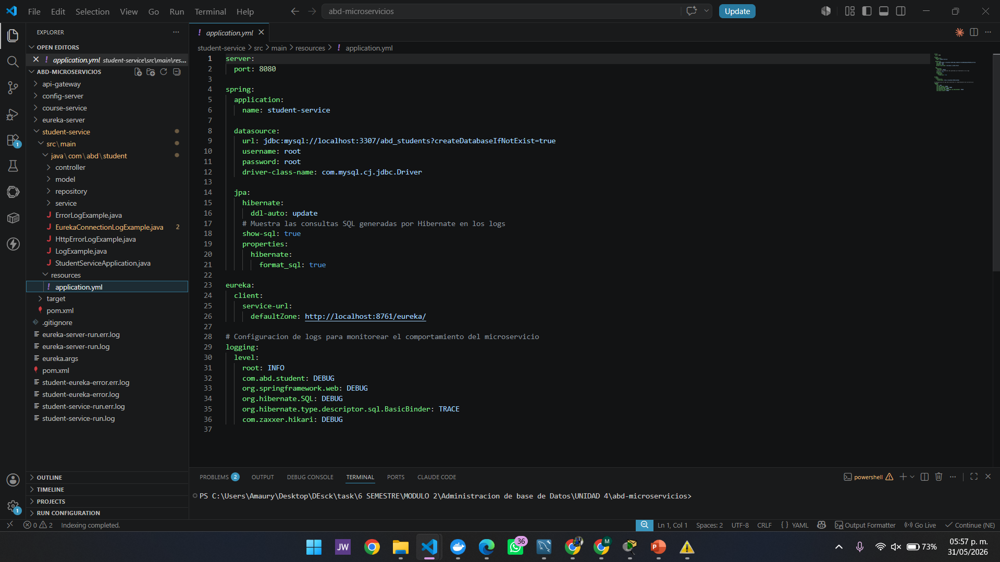 File Edit Selection View Go Run Terminal Help
abd-microservicios
Update
EXPLORER
OPEN EDITORS
application.yml student-service\src\main\res...
ABD-MICROSERVICIOS
api-gateway
config-server
course-service
eureka-server
student-service
src\main
java\com\abd\student
controller
model
repository
service
ErrorLogExample.java
EurekaConnectionLogExample.java 2
HttpErrorLogExample.java
LogExample.java
StudentServiceApplication.java
resources
application.yml
target
pom.xml
.gitignore
eureka-server-run.err.log
eureka-server-run.log
eureka.args
pom.xml
student-eureka-error.err.log
student-eureka-error.log
student-service-run.err.log
student-service-run.log
OUTLINE
TIMELINE
PROJECTS
RUN CONFIGURATION
1
1
application.yml
student-service > src > main > resources > ! application.yml
1 server:
2 port: 8080
3
4 spring:
5 application:
6 name: student-service
7
8 datasource:
9 url: jdbc:mysql://localhost:3307/abd_students?createDatabaseIfNotExist=true
10 username: root
11 password: root
12 driver-class-name: com.mysql.cj.jdbc.Driver
13
14 jpa:
15 hibernate:
16 ddl-auto: update
17 # Muestra las consultas SQL generadas por Hibernate en los logs
18 show-sql: true
19 properties:
20 hibernate:
21 format_sql: true
22
23 eureka:
24 client:
25 service-url:
26 defaultZone: http://localhost:8761/eureka/
27
28 # Configuracion de logs para monitorear el comportamiento del microservicio
29 logging:
30 level:
31 root: INFO
32 com.abd.student: DEBUG
33 org.springframework.web: DEBUG
34 org.hibernate.SQL: DEBUG
35 org.hibernate.type.descriptor.sql.BasicBinder: TRACE
36 com.zaxxer.hikari: DEBUG
37
PROBLEMS 2 OUTPUT DEBUG CONSOLE TERMINAL PORTS CLAUDE CODE
powershell
PS C:\Users\Amaury\Desktop\DEsck\task\6 SEMESTRE\MODULO 2\Administracion de base de Datos\UNIDAD 4\abd-microservicios>
0 2 Indexing completed.
Ln 1, Col 1 Spaces: 2 UTF-8 CRLF { } YAML Output Formatter Go Live Continue (NE)
JW
36
M
73%
05:57 p. m.
31/05/2026